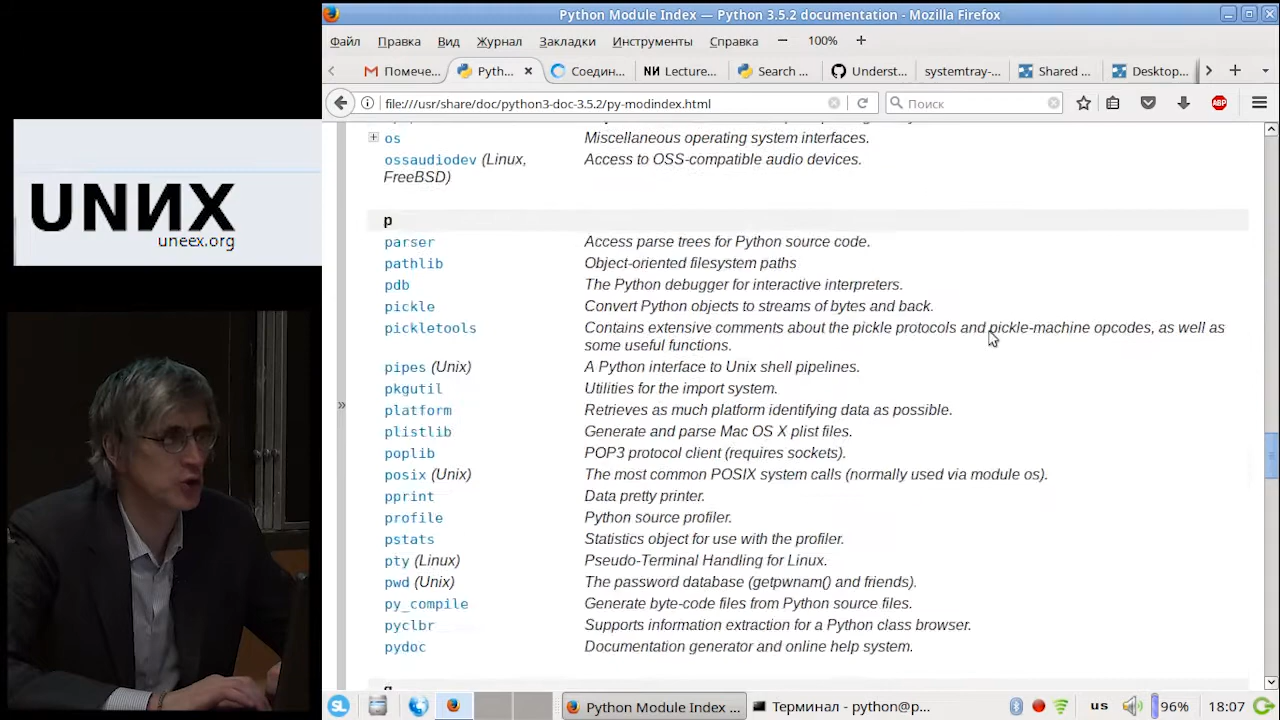 Python Module Index — Python 3.5.2 documentation - Mozilla Firefox
Файл Правка Вид Журнал Закладки Инструменты Справка − 100% +
Помече... Pyth... Соедин... NИ Lecture... Search ... Underst... systemtray-... Shared ... Desktop...
file:///usr/share/doc/python3-doc-3.5.2/py-modindex.html Поиск ABP
os Miscellaneous operating system interfaces.
ossaudiodev (Linux, Access to OSS-compatible audio devices.
FreeBSD)
p
parser Access parse trees for Python source code.
pathlib Object-oriented filesystem paths
pdb The Python debugger for interactive interpreters.
pickle Convert Python objects to streams of bytes and back.
pickletools Contains extensive comments about the pickle protocols and pickle-machine opcodes, as well as
some useful functions.
pipes (Unix) A Python interface to Unix shell pipelines.
pkgutil Utilities for the import system.
platform Retrieves as much platform identifying data as possible.
plistlib Generate and parse Mac OS X plist files.
poplib POP3 protocol client (requires sockets).
posix (Unix) The most common POSIX system calls (normally used via module os).
pprint Data pretty printer.
profile Python source profiler.
pstats Statistics object for use with the profiler.
pty (Linux) Pseudo-Terminal Handling for Linux.
pwd (Unix) The password database (getpwnam() and friends).
py_compile Generate byte-code files from Python source files.
pyclbr Supports information extraction for a Python class browser.
pydoc Documentation generator and online help system.
SL Python Module Index ... Терминал - python@p... us 96% 18:07
UNИX
uneex.org